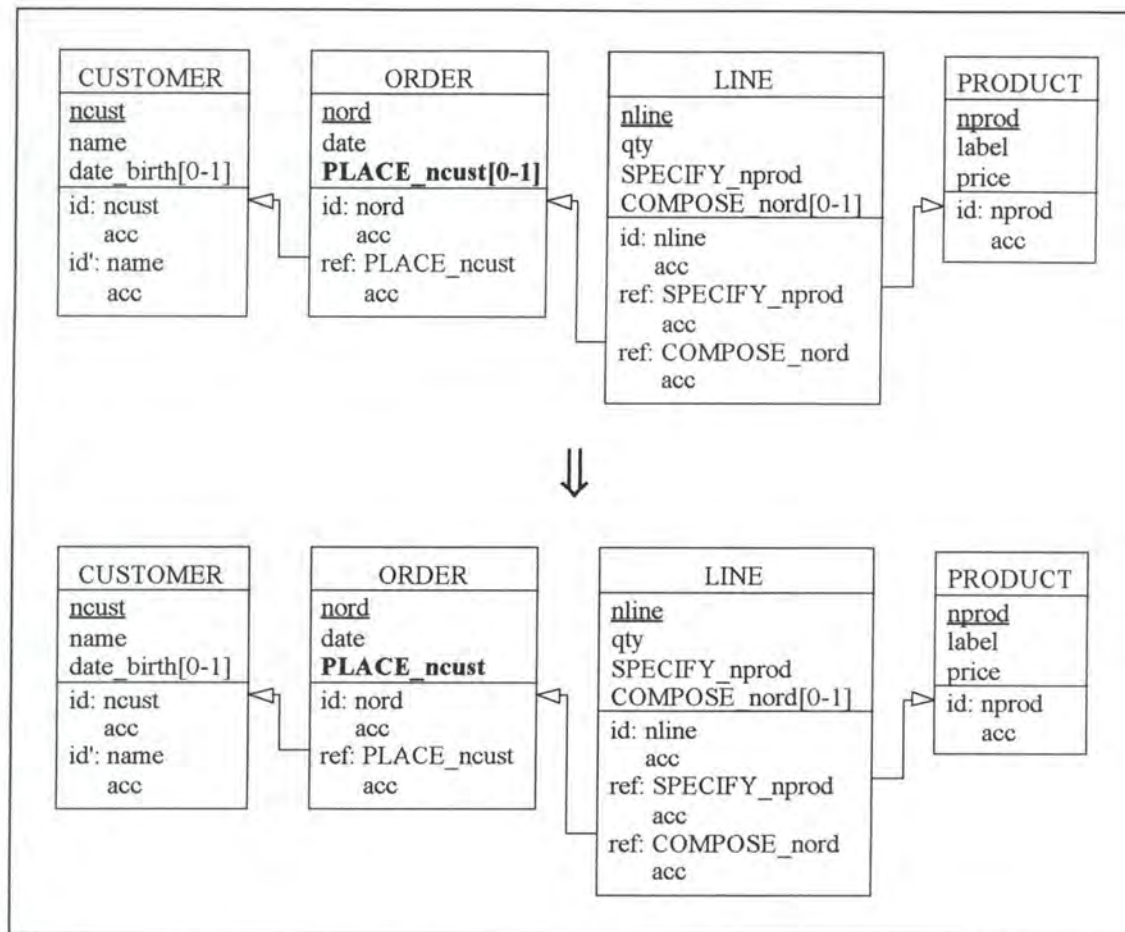 CUSTOMER
ncust
name
date_birth[0-1]
id: ncust
acc
id': name
acc
ORDER
nord
date
PLACE_ncust[0-1]
id: nord
acc
ref: PLACE_ncust
acc
LINE
nline
qty
SPECIFY_nprod
COMPOSE_nord[0-1]
id: nline
acc
ref: SPECIFY_nprod
acc
ref: COMPOSE_nord
acc
PRODUCT
nprod
label
price
id: nprod
acc
⇓
CUSTOMER
ncust
name
date_birth[0-1]
id: ncust
acc
id': name
acc
ORDER
nord
date
PLACE_ncust
id: nord
acc
ref: PLACE_ncust
acc
LINE
nline
qty
SPECIFY_nprod
COMPOSE_nord[0-1]
id: nline
acc
ref: SPECIFY_nprod
acc
ref: COMPOSE_nord
acc
PRODUCT
nprod
label
price
id: nprod
acc